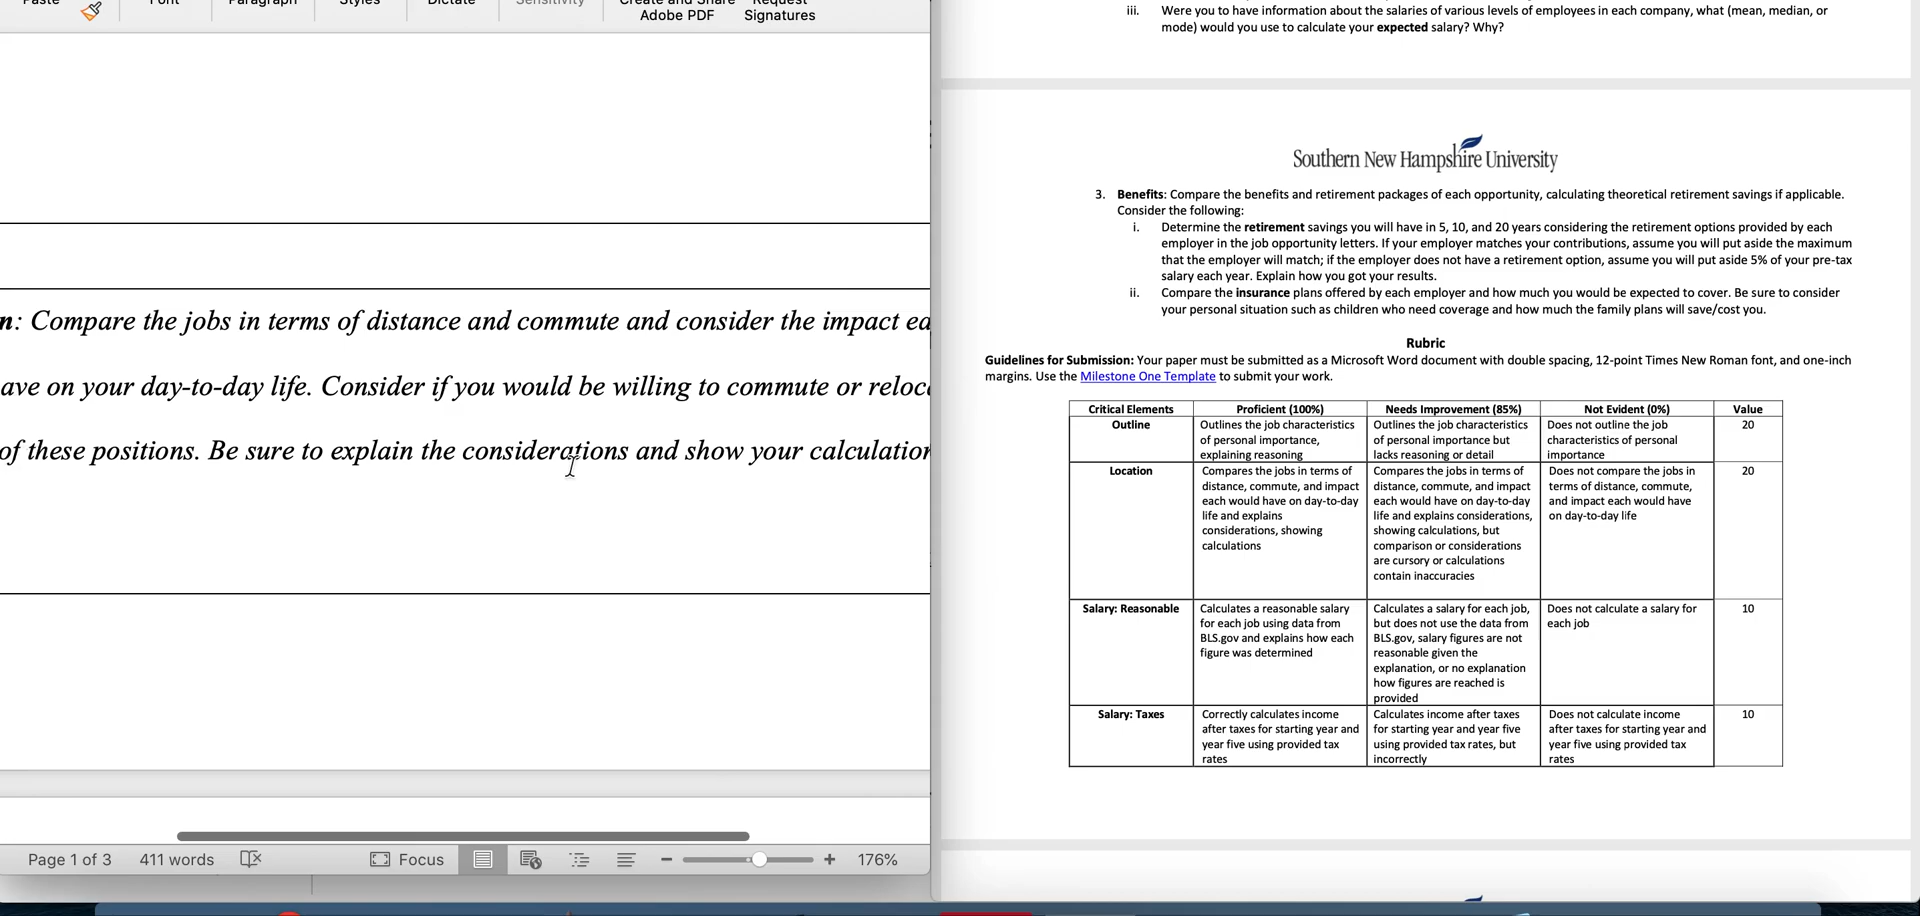 Paste
Font
Paragraph
Styles
Dictate
Sensitivity
Create and Share
Adobe PDF
Request
Signatures
n: Compare the jobs in terms of distance and commute and consider the impact ea
ave on your day-to-day life. Consider if you would be willing to commute or reloc
of these positions. Be sure to explain the considerations and show your calculation
Page 1 of 3
411 words
Focus
176%
iii. Were you to have information about the salaries of various levels of employees in each company, what (mean, median, or
mode) would you use to calculate your expected salary? Why?
Southern New Hampshire University
3. Benefits: Compare the benefits and retirement packages of each opportunity, calculating theoretical retirement savings if applicable.
Consider the following:
i. Determine the retirement savings you will have in 5, 10, and 20 years considering the retirement options provided by each
employer in the job opportunity letters. If your employer matches your contributions, assume you will put aside the maximum
that the employer will match; if the employer does not have a retirement option, assume you will put aside 5% of your pre-tax
salary each year. Explain how you got your results.
ii. Compare the insurance plans offered by each employer and how much you would be expected to cover. Be sure to consider
your personal situation such as children who need coverage and how much the family plans will save/cost you.
Rubric
Guidelines for Submission: Your paper must be submitted as a Microsoft Word document with double spacing, 12-point Times New Roman font, and one-inch
margins. Use the Milestone One Template to submit your work.
Critical Elements
Proficient (100%)
Needs Improvement (85%)
Not Evident (0%)
Value
Outline
Outlines the job characteristics
of personal importance,
explaining reasoning
Outlines the job characteristics
of personal importance but
lacks reasoning or detail
Does not outline the job
characteristics of personal
importance
20
Location
Compares the jobs in terms of
distance, commute, and impact
each would have on day-to-day
life and explains
considerations, showing
calculations
Compares the jobs in terms of
distance, commute, and impact
each would have on day-to-day
life and explains considerations,
showing calculations, but
comparison or considerations
are cursory or calculations
contain inaccuracies
Does not compare the jobs in
terms of distance, commute,
and impact each would have
on day-to-day life
20
Salary: Reasonable
Calculates a reasonable salary
for each job using data from
BLS.gov and explains how each
figure was determined
Calculates a salary for each job,
but does not use the data from
BLS.gov, salary figures are not
reasonable given the
explanation, or no explanation
how figures are reached is
provided
Does not calculate a salary for
each job
10
Salary: Taxes
Correctly calculates income
after taxes for starting year and
year five using provided tax
rates
Calculates income after taxes
for starting year and year five
using provided tax rates, but
incorrectly
Does not calculate income
after taxes for starting year and
year five using provided tax
rates
10